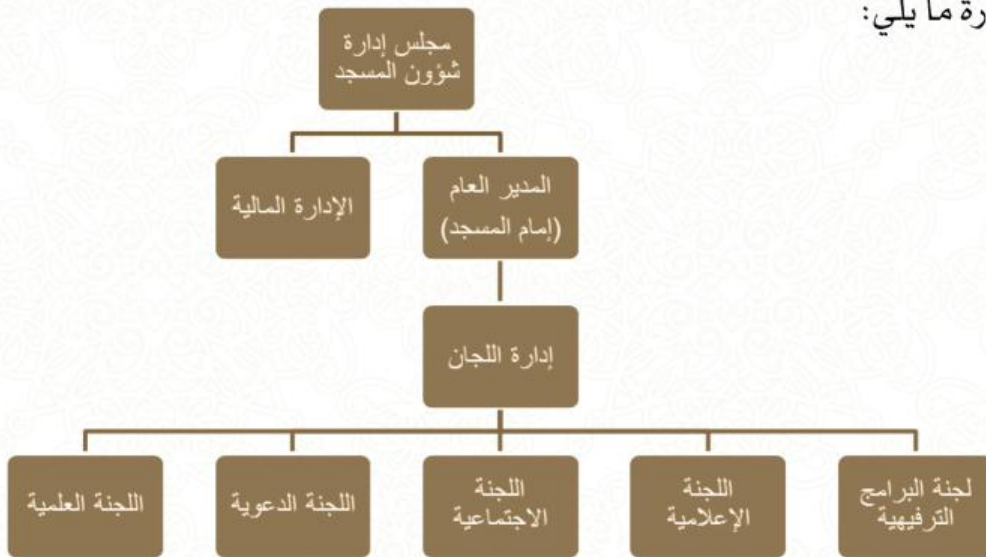 رة ما يلي:
مجلس إدارة
شؤون المسجد
المدير العام
(إمام المسجد)
الإدارة المالية
إدارة اللجان
لجنة البرامج
الترفيهية
اللجنة
الإعلامية
اللجنة
الاجتماعية
اللجنة الدعوية
اللجنة العلمية